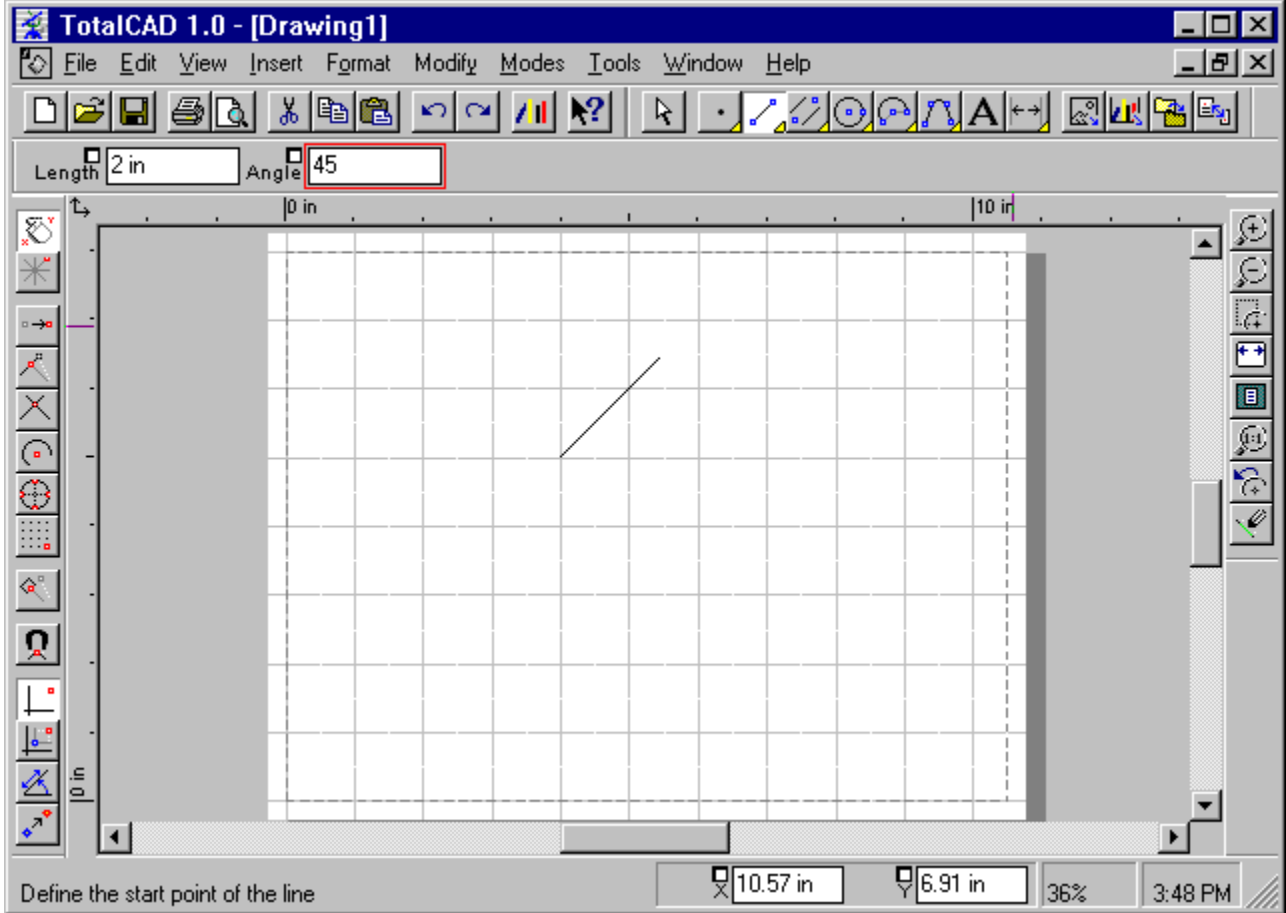 TotalCAD 1.0 - [Drawing1]
File Edit View Insert Format Modify Modes Tools Window Help
A
Length 2 in Angle 45
0 in 10 in
0 in
1:1
Define the start point of the line X 10.57 in Y 6.91 in 36% 3:48 PM